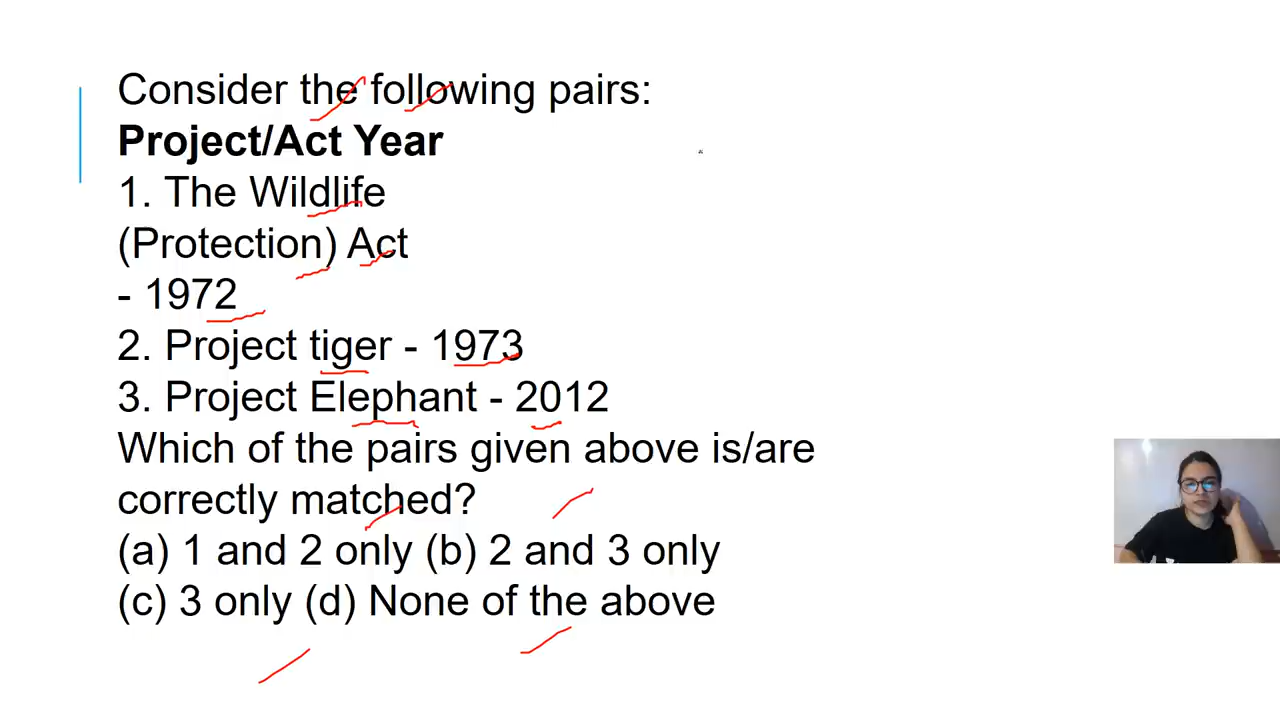 Consider the following pairs:
Project/Act Year
1. The Wildlife
(Protection) Act
- 1972
2. Project tiger - 1973
3. Project Elephant - 2012
Which of the pairs given above is/are
correctly matched?
(a) 1 and 2 only (b) 2 and 3 only
(c) 3 only (d) None of the above